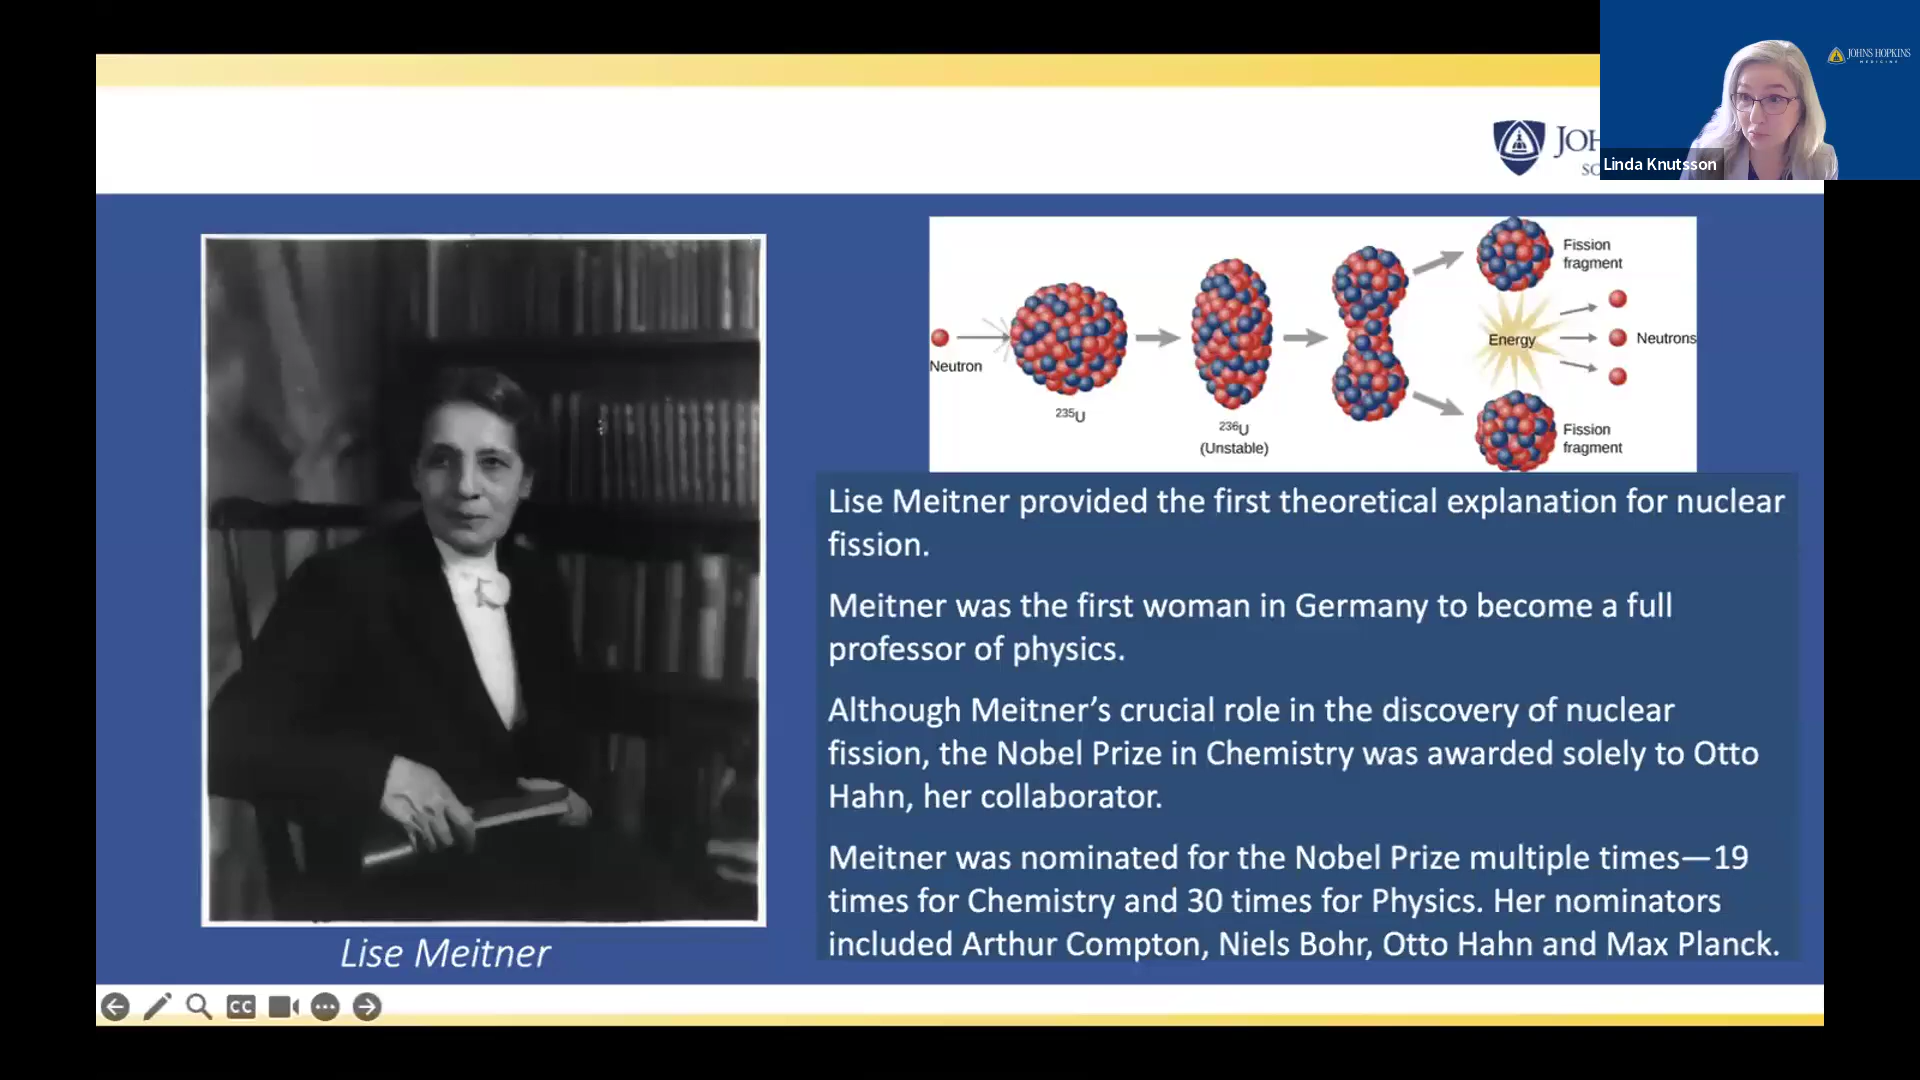 JOHNS HOPKINS
MEDICINE
Linda Knutsson
JOH
SC
Fission
fragment
Neutron
Energy
Neutrons
235U
236U
(Unstable)
Fission
fragment
Lise Meitner provided the first theoretical explanation for nuclear
fission.
Meitner was the first woman in Germany to become a full
professor of physics.
Although Meitner’s crucial role in the discovery of nuclear
fission, the Nobel Prize in Chemistry was awarded solely to Otto
Hahn, her collaborator.
Meitner was nominated for the Nobel Prize multiple times—19
times for Chemistry and 30 times for Physics. Her nominators
included Arthur Compton, Niels Bohr, Otto Hahn and Max Planck.
Lise Meitner
CC